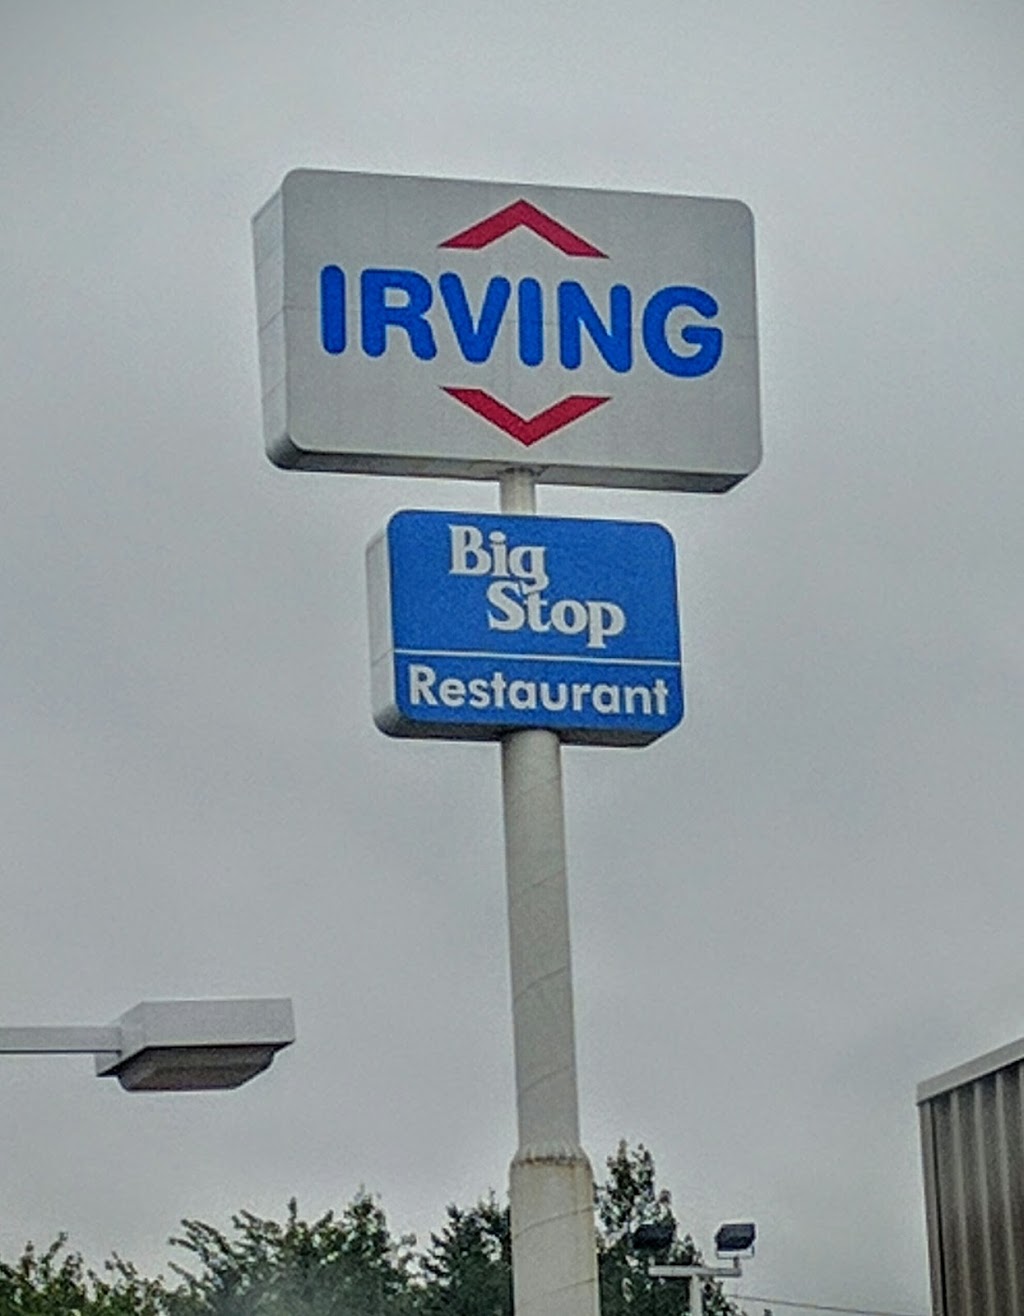 IRVING
Big
Stop
Restaurant